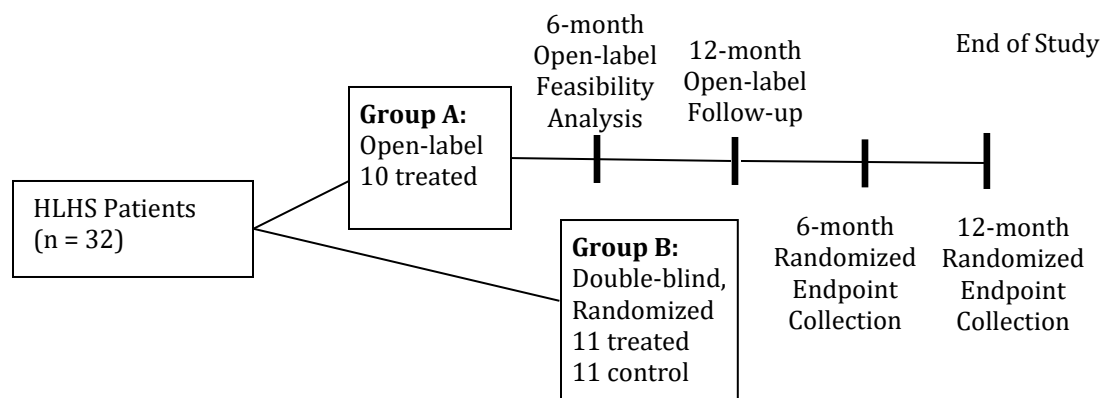 6-month
Open-label
Feasibility
Analysis
12-month
Open-label
Follow-up
End of Study
Group A:
Open-label
10 treated
HLHS Patients
(n = 32)
Group B:
Double-blind,
Randomized
11 treated
11 control
6-month
Randomized
Endpoint
Collection
12-month
Randomized
Endpoint
Collection